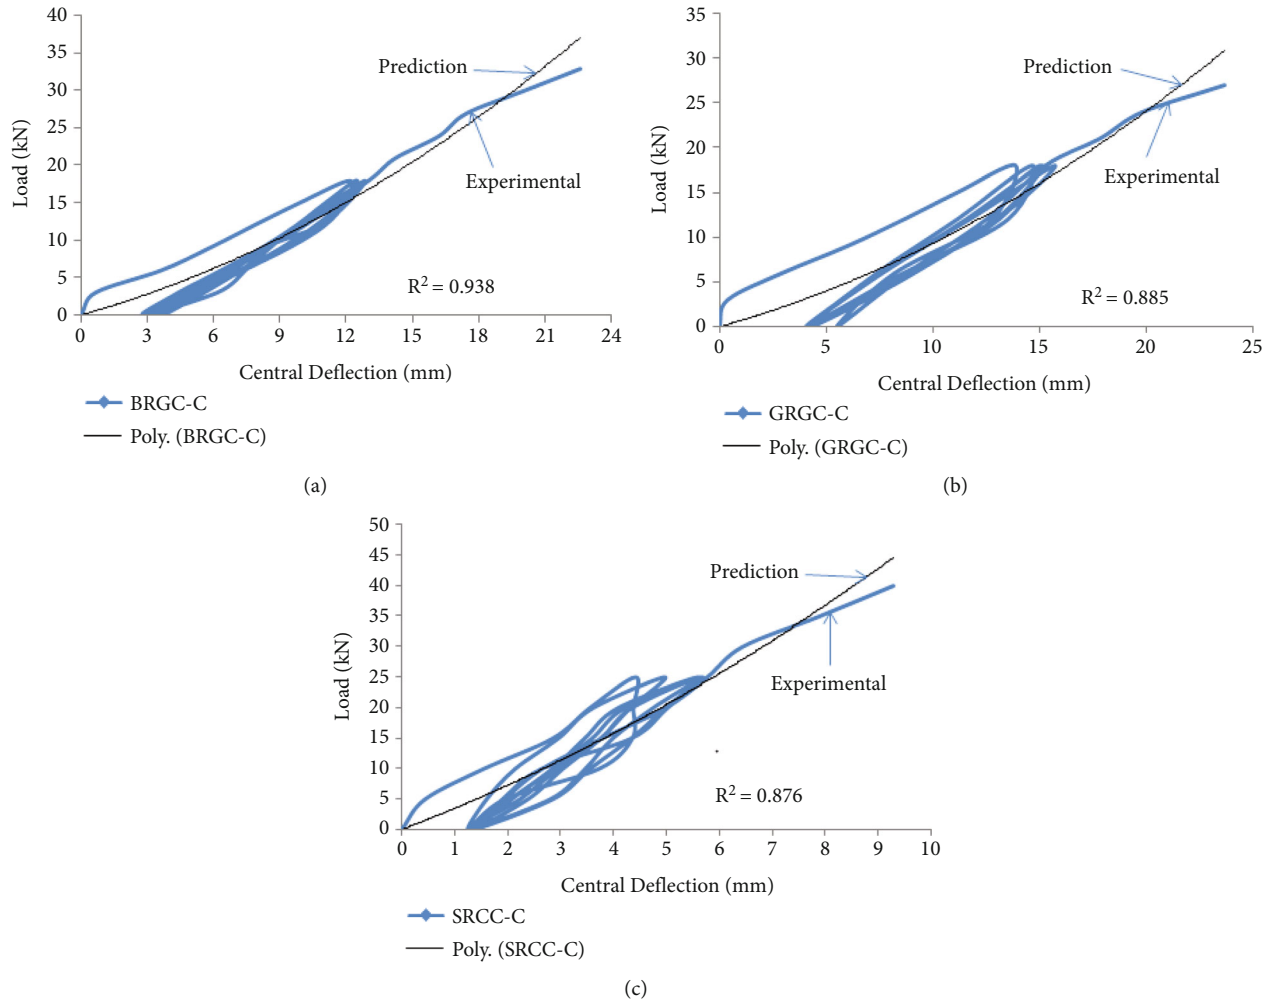 40
35
30
25
20
15
10
5
0
Load (kN)
Prediction
Experimental
R² = 0.938
0 3 6 9 12 15 18 21 24
Central Deflection (mm)
BRGC-C
Poly. (BRGC-C)
(a)
35
30
25
20
15
10
5
0
Load (kN)
Prediction
Experimental
R² = 0.885
0 5 10 15 20 25
Central Deflection (mm)
GRGC-C
Poly. (GRGC-C)
(b)
50
45
40
35
30
25
20
15
10
5
0
Load (kN)
Prediction
Experimental
R² = 0.876
0 1 2 3 4 5 6 7 8 9 10
Central Deflection (mm)
SRCC-C
Poly. (SRCC-C)
(c)